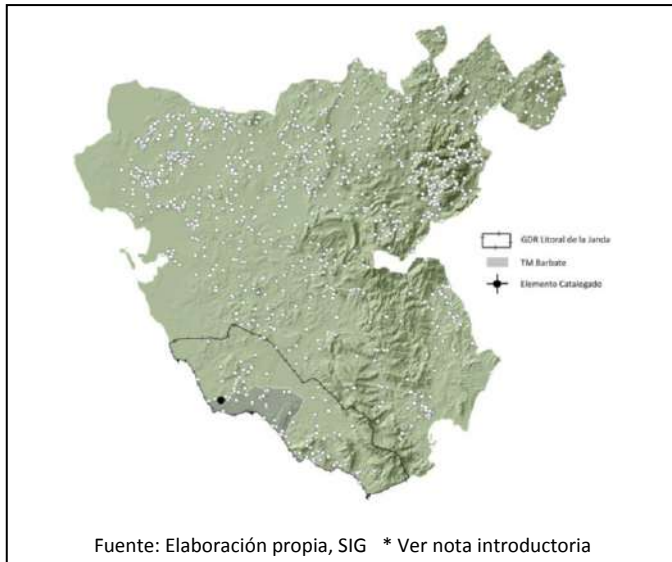 GDR Litoral de la Janda
TM Barbate
Elemento Catalogado
Fuente: Elaboración propia, SIG * Ver nota introductoria